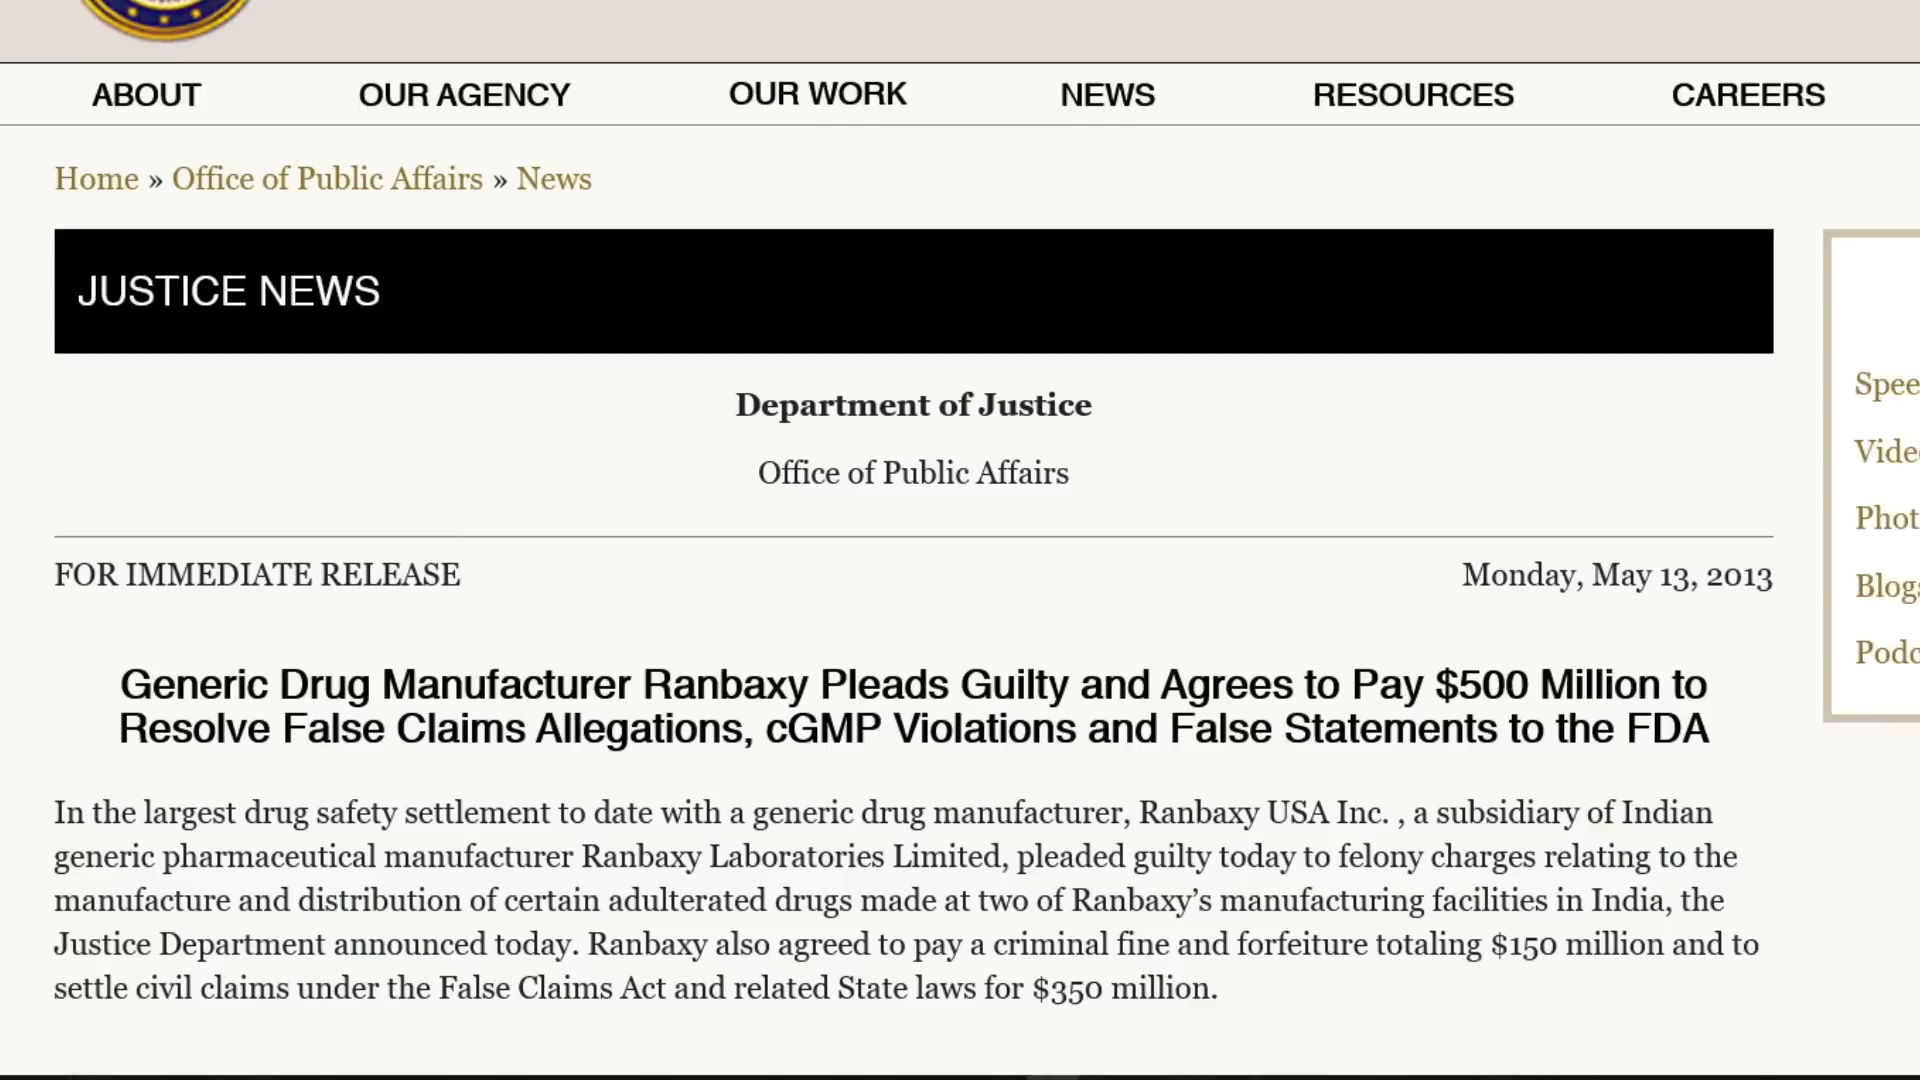 ABOUT OUR AGENCY OUR WORK NEWS RESOURCES CAREERS
Home » Office of Public Affairs » News
JUSTICE NEWS
Department of Justice
Office of Public Affairs
FOR IMMEDIATE RELEASE Monday, May 13, 2013
Generic Drug Manufacturer Ranbaxy Pleads Guilty and Agrees to Pay $500 Million to
Resolve False Claims Allegations, cGMP Violations and False Statements to the FDA
In the largest drug safety settlement to date with a generic drug manufacturer, Ranbaxy USA Inc. , a subsidiary of Indian
generic pharmaceutical manufacturer Ranbaxy Laboratories Limited, pleaded guilty today to felony charges relating to the
manufacture and distribution of certain adulterated drugs made at two of Ranbaxy’s manufacturing facilities in India, the
Justice Department announced today. Ranbaxy also agreed to pay a criminal fine and forfeiture totaling $150 million and to
settle civil claims under the False Claims Act and related State laws for $350 million.